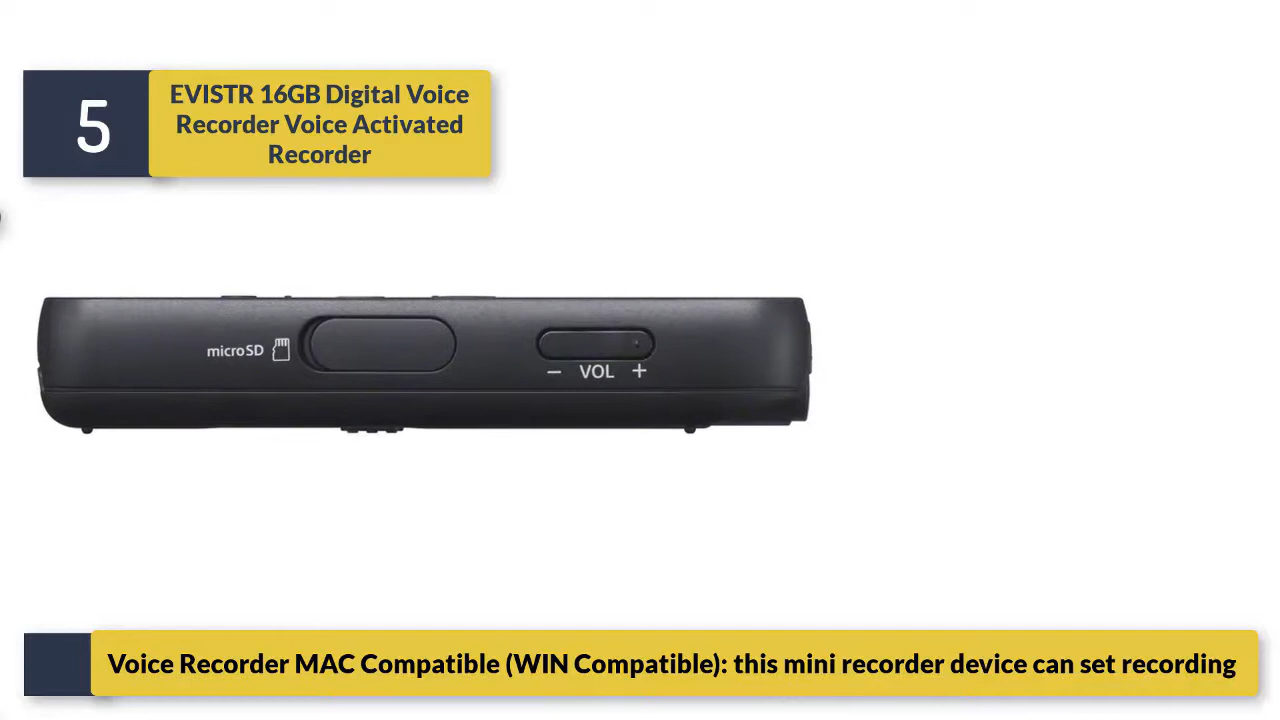 5
EVISTR 16GB Digital Voice
Recorder Voice Activated
Recorder
microSD
− VOL +
Voice Recorder MAC Compatible (WIN Compatible): this mini recorder device can set recording